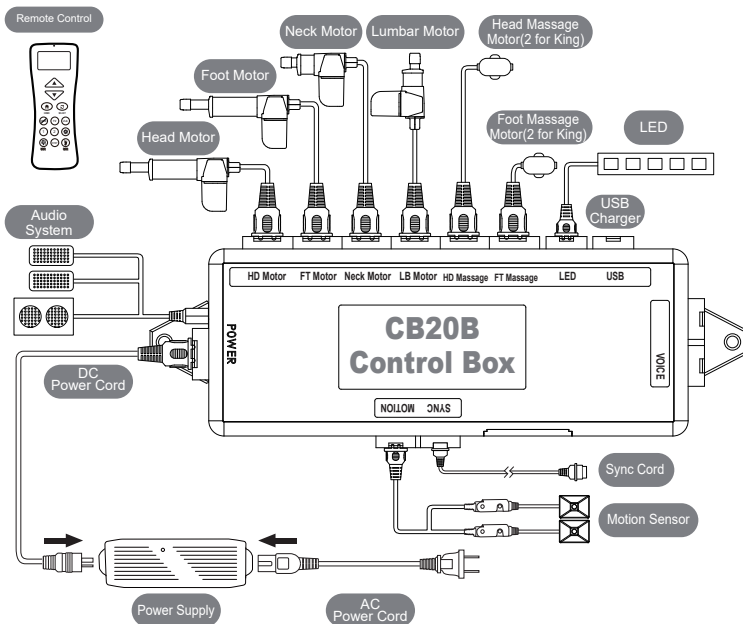 Remote Control
Neck Motor
Lumbar Motor
Head Massage
Motor(2 for King)
Foot Motor
Foot Massage
Motor(2 for King)
LED
Head Motor
USB
Charger
Audio
System
HD Motor
FT Motor
Neck Motor
LB Motor
HD Massage
FT Massage
LED
USB
POWER
CB20B
Control Box
VOICE
DC
Power Cord
MOTION
SYNC
Sync Cord
Motion Sensor
Power Supply
AC
Power Cord